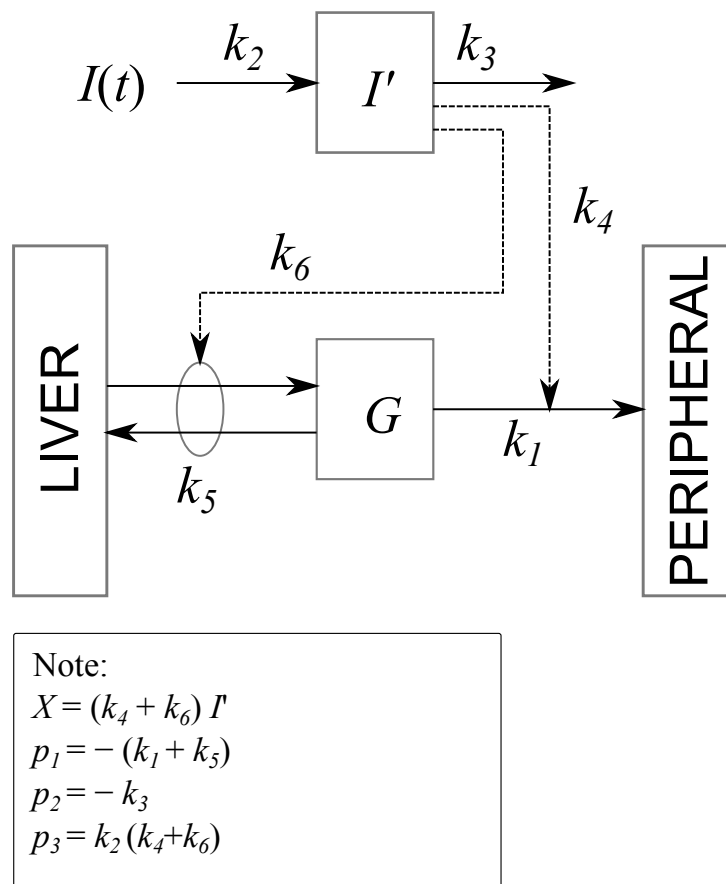 k2
k3
I(t)
I'
k4
k6
LIVER
G
PERIPHERAL
k1
k5
Note:
X = (k4 + k6) I'
p1 = − (k1 + k5)
p2 = − k3
p3 = k2 (k4+k6)